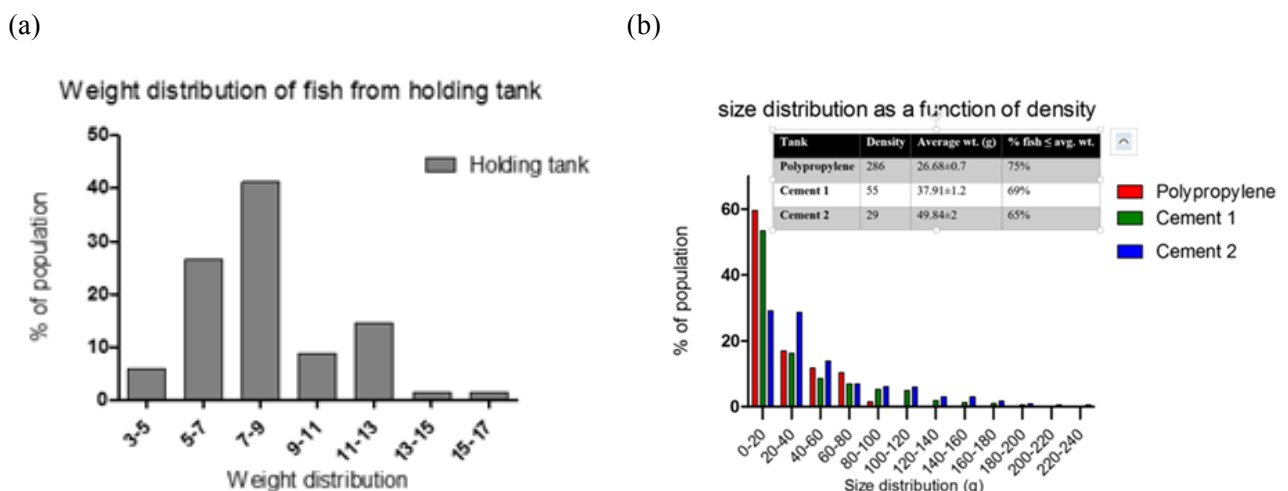 (a)
(b)
Weight distribution of fish from holding tank
% of population
50
40
30
20
10
0
Holding tank
3-5
5-7
7-9
9-11
11-13
13-15
15-17
Weight distribution
size distribution as a function of density
Tank Density Average wt. (g) % fish ≤ avg. wt.
Polypropylene 286 26.68±0.7 75%
Cement 1 55 37.91±1.2 69%
Cement 2 29 49.84±2 65%
Polypropylene
Cement 1
Cement 2
% of population
60
40
20
0
0-20
20-40
40-60
60-80
80-100
100-120
120-140
140-160
160-180
180-200
200-220
220-240
Size distribution (g)